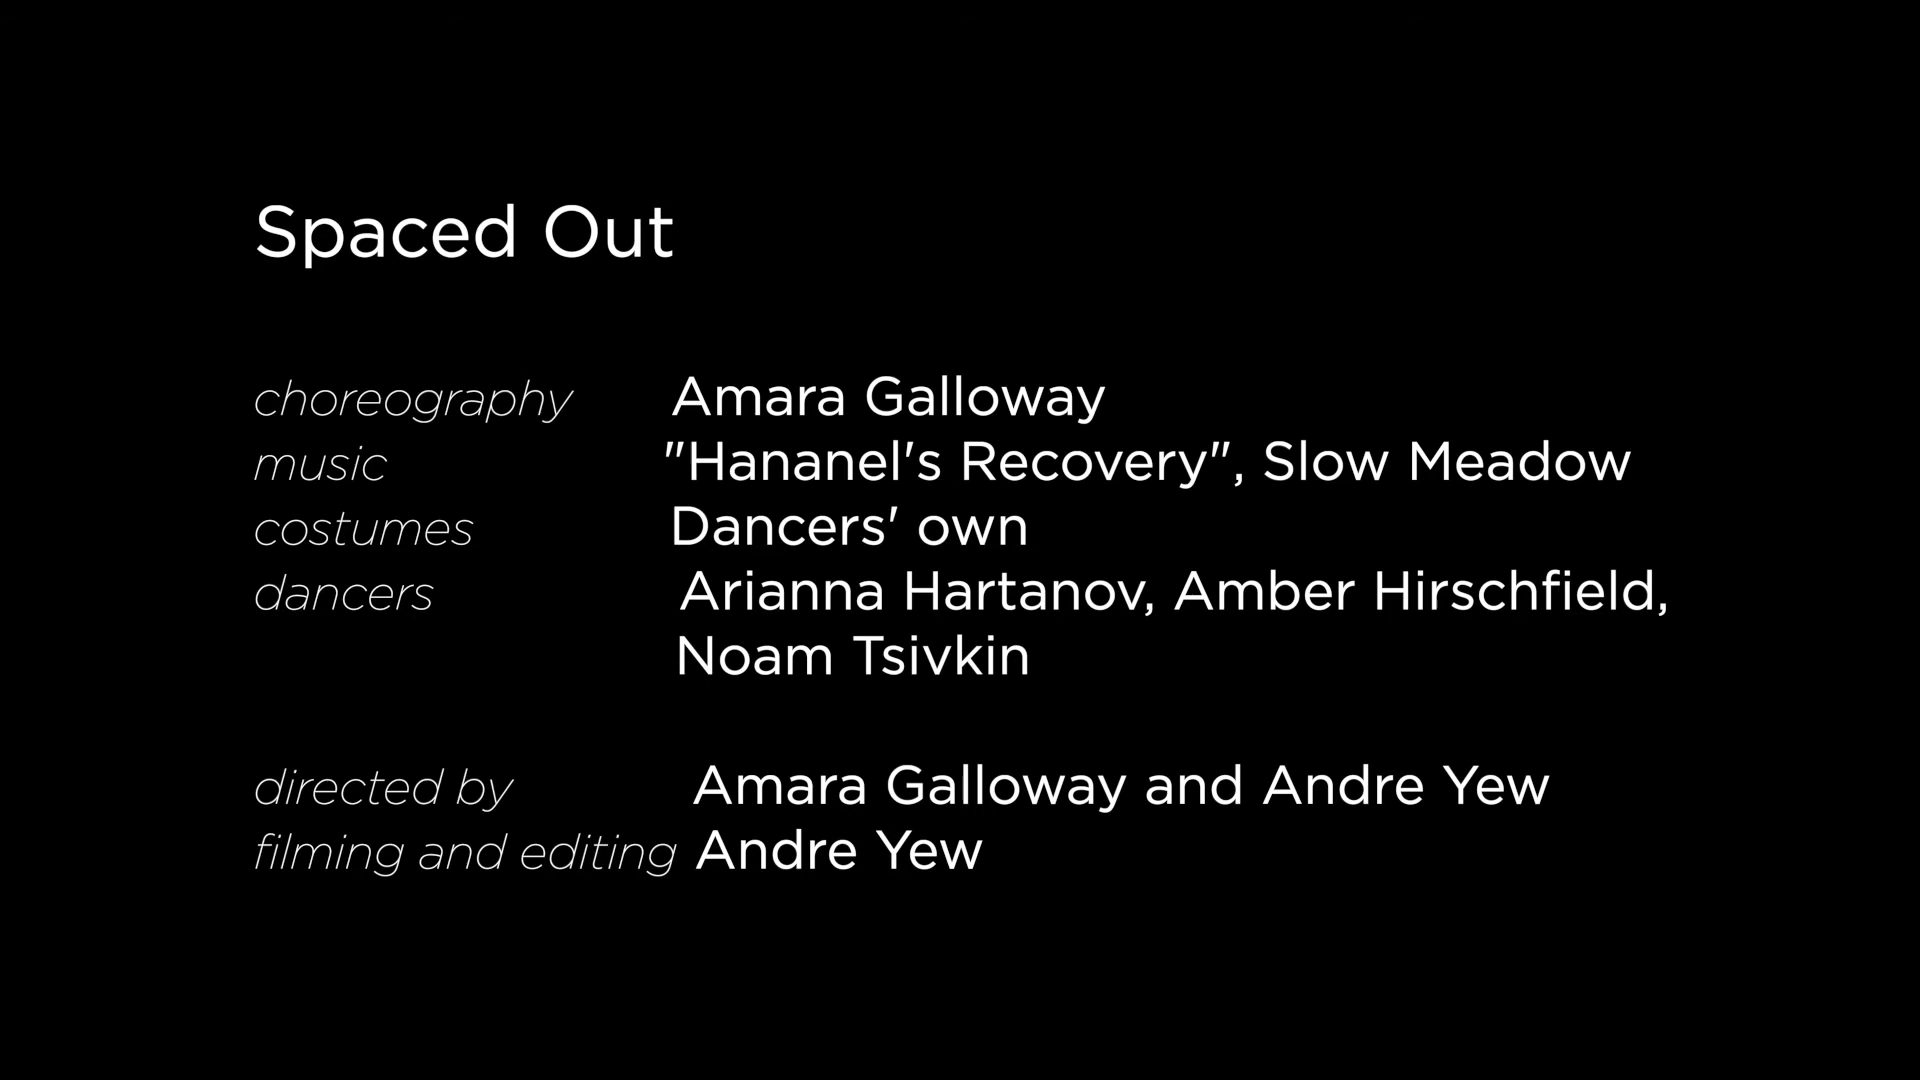 Spaced Out
choreography Amara Galloway
music "Hananel's Recovery", Slow Meadow
costumes Dancers' own
dancers Arianna Hartanov, Amber Hirschfield,
Noam Tsivkin
directed by Amara Galloway and Andre Yew
filming and editing Andre Yew